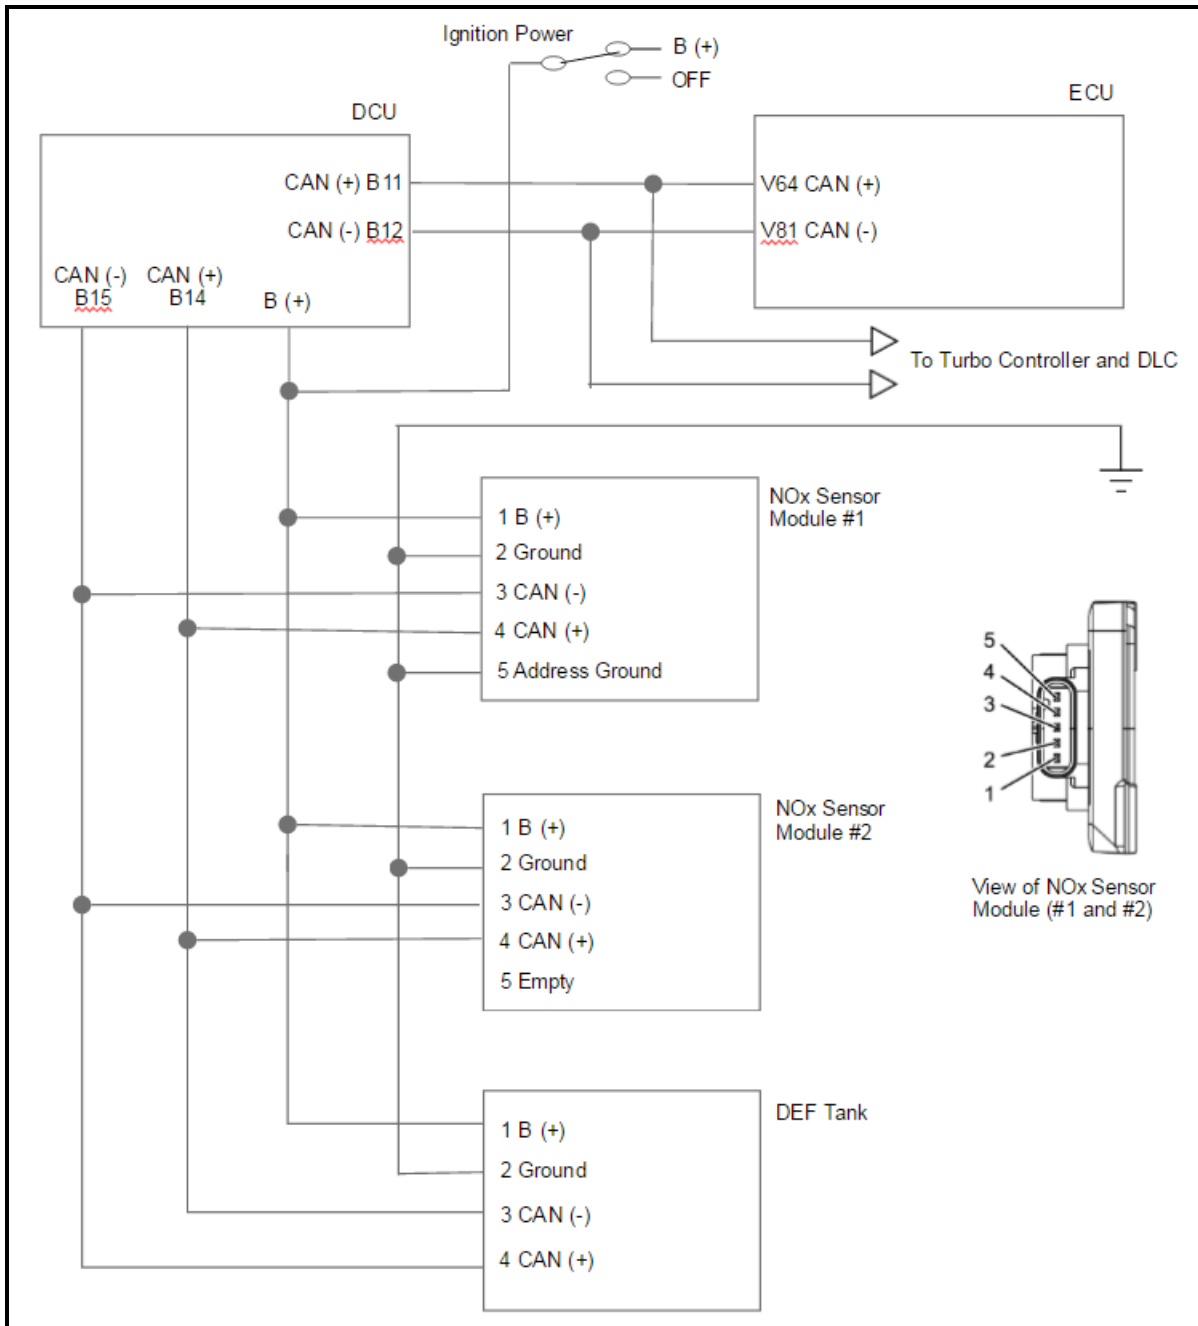 Ignition Power
B (+)
OFF
DCU
ECU
CAN (+) B11
CAN (-) B12
V64 CAN (+)
V81 CAN (-)
CAN (-)
B15
CAN (+)
B14
B (+)
To Turbo Controller and DLC
NOx Sensor
Module #1
1 B (+)
2 Ground
3 CAN (-)
4 CAN (+)
5 Address Ground
5
4
3
2
1
View of NOx Sensor
Module (#1 and #2)
NOx Sensor
Module #2
1 B (+)
2 Ground
3 CAN (-)
4 CAN (+)
5 Empty
DEF Tank
1 B (+)
2 Ground
3 CAN (-)
4 CAN (+)